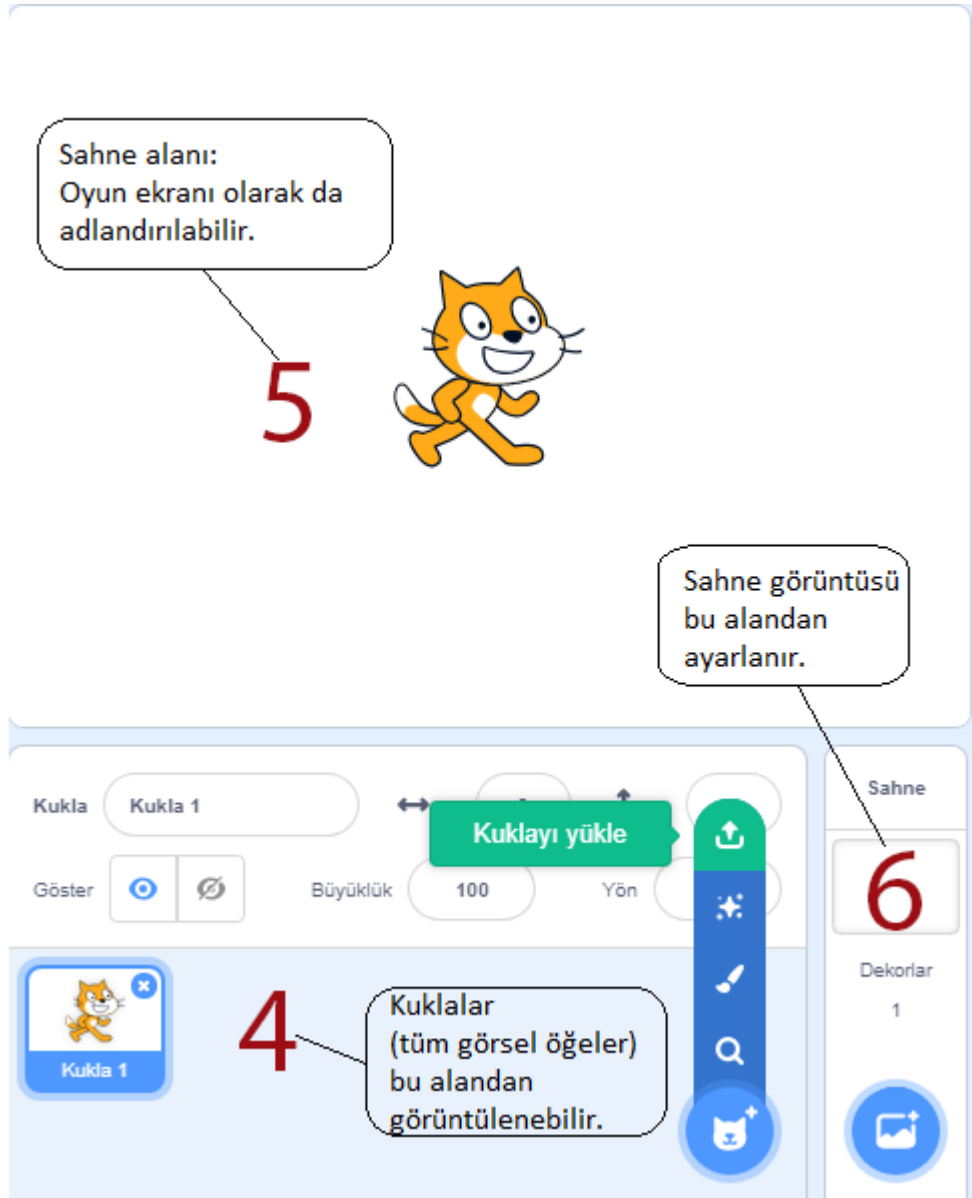 Sahne alanı:
Oyun ekranı olarak da
adlandırılabilir.
5
Sahne görüntüsü
bu alandan
ayarlanır.
Kukla
Kukla 1
Sahne
Kuklayı yükle
Göster
Büyüklük
100
Yön
6
Dekorlar
1
Kukla 1
4
Kuklalar
(tüm görsel öğeler)
bu alandan
görüntülenebilir.